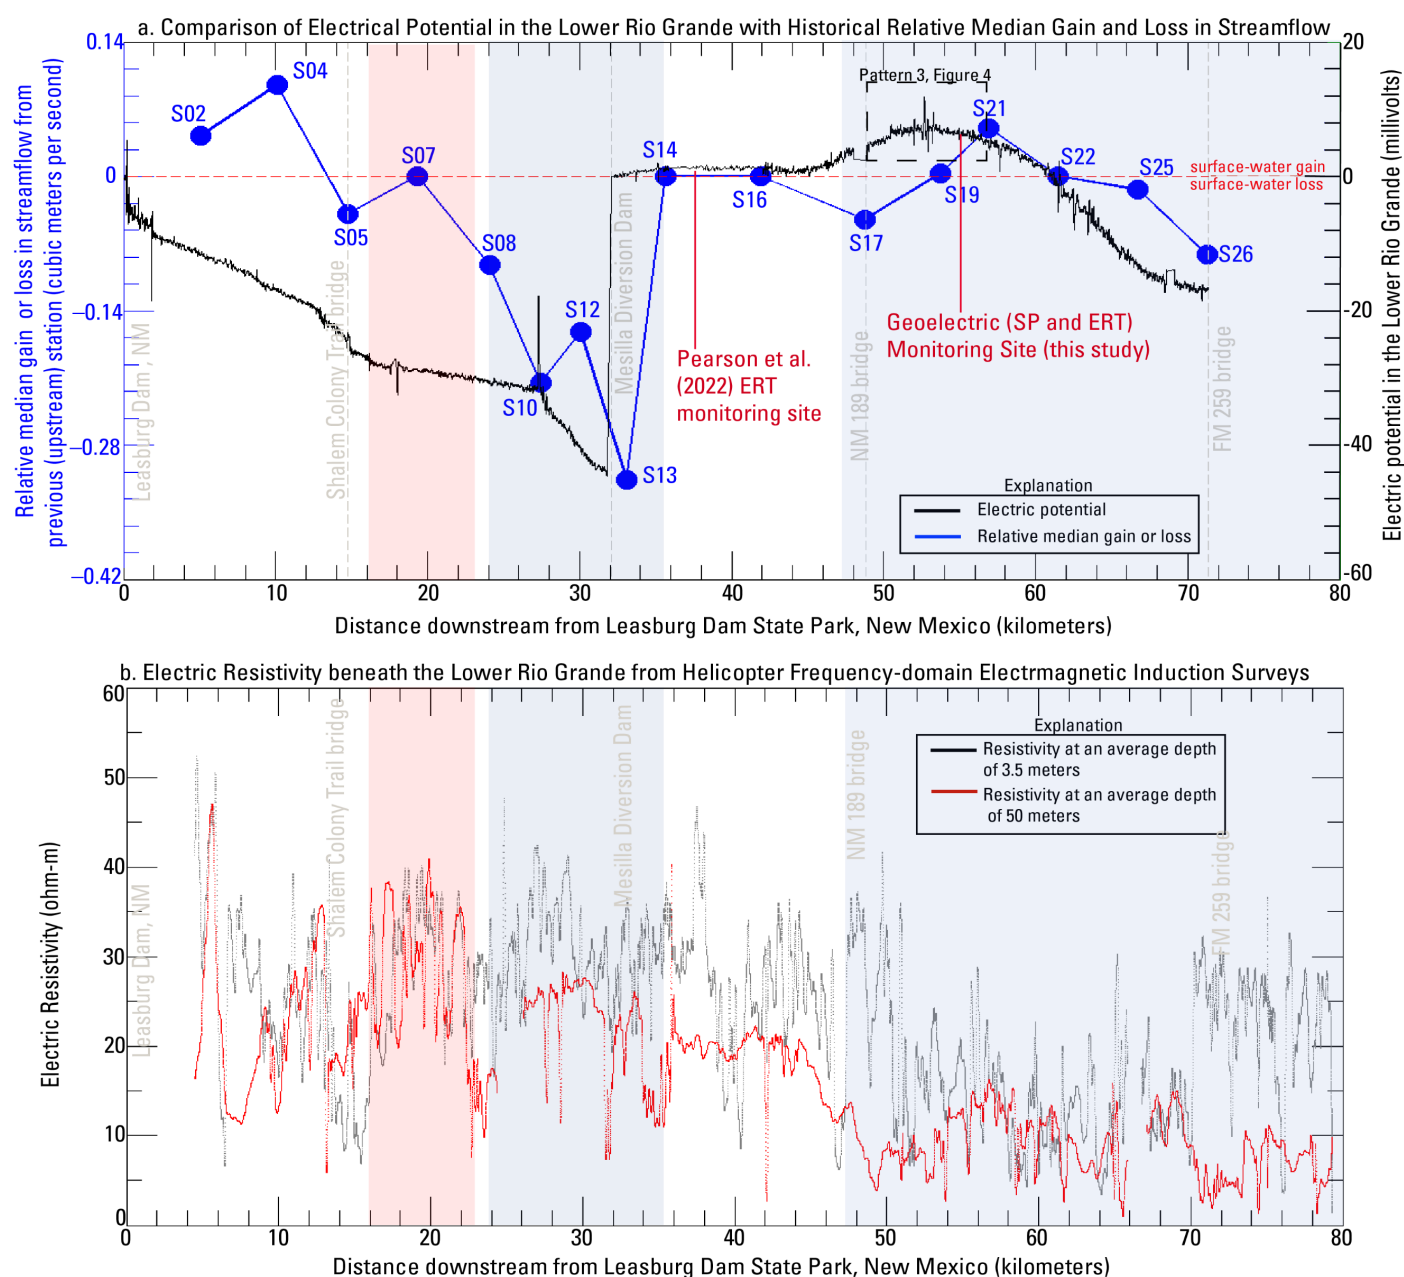 a. Comparison of Electrical Potential in the Lower Rio Grande with Historical Relative Median Gain and Loss in Streamflow
Relative median gain or loss in streamflow from
previous (upstream) station (cubic meters per second)
0.14
0
−0.14
−0.28
−0.42
20
0
-20
-40
-60
Electric potential in the Lower Rio Grande (millivolts)
S02
S04
S05
S07
S08
S10
S12
S13
S14
S16
S17
S19
S21
S22
S25
S26
Pattern 3, Figure 4
surface-water gain
surface-water loss
Leasburg Dam , NM
Shalem Colony Trail bridge
Mesilla Diversion Dam
NM 189 bridge
FM 259 bridge
Pearson et al.
(2022) ERT
monitoring site
Geoelectric (SP and ERT)
Monitoring Site (this study)
Explanation
Electric potential
Relative median gain or loss
0 10 20 30 40 50 60 70 80
Distance downstream from Leasburg Dam State Park, New Mexico (kilometers)
b. Electric Resistivity beneath the Lower Rio Grande from Helicopter Frequency-domain Electrmagnetic Induction Surveys
Electric Resistivity (ohm-m)
60
50
40
30
20
10
0
Leasburg Dam, NM
Shalem Colony Trail bridge
Mesilla Diversion Dam
NM 189 bridge
FM 259 bridge
Explanation
Resistivity at an average depth
of 3.5 meters
Resistivity at an average depth
of 50 meters
0 10 20 30 40 50 60 70 80
Distance downstream from Leasburg Dam State Park, New Mexico (kilometers)